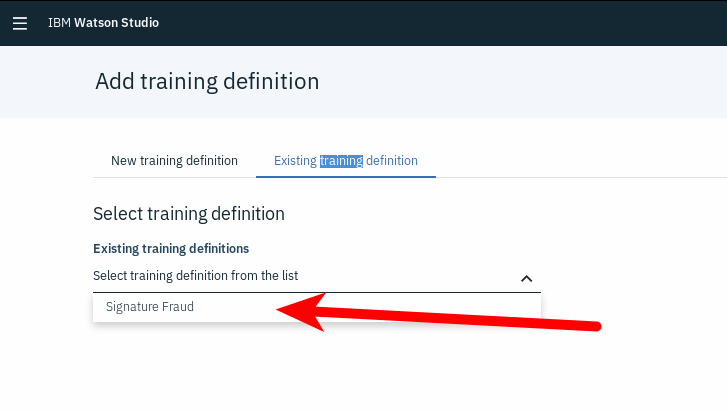 IBM Watson Studio
Add training definition
New training definition
Existing training definition
Select training definition
Existing training definitions
Select training definition from the list
Signature Fraud